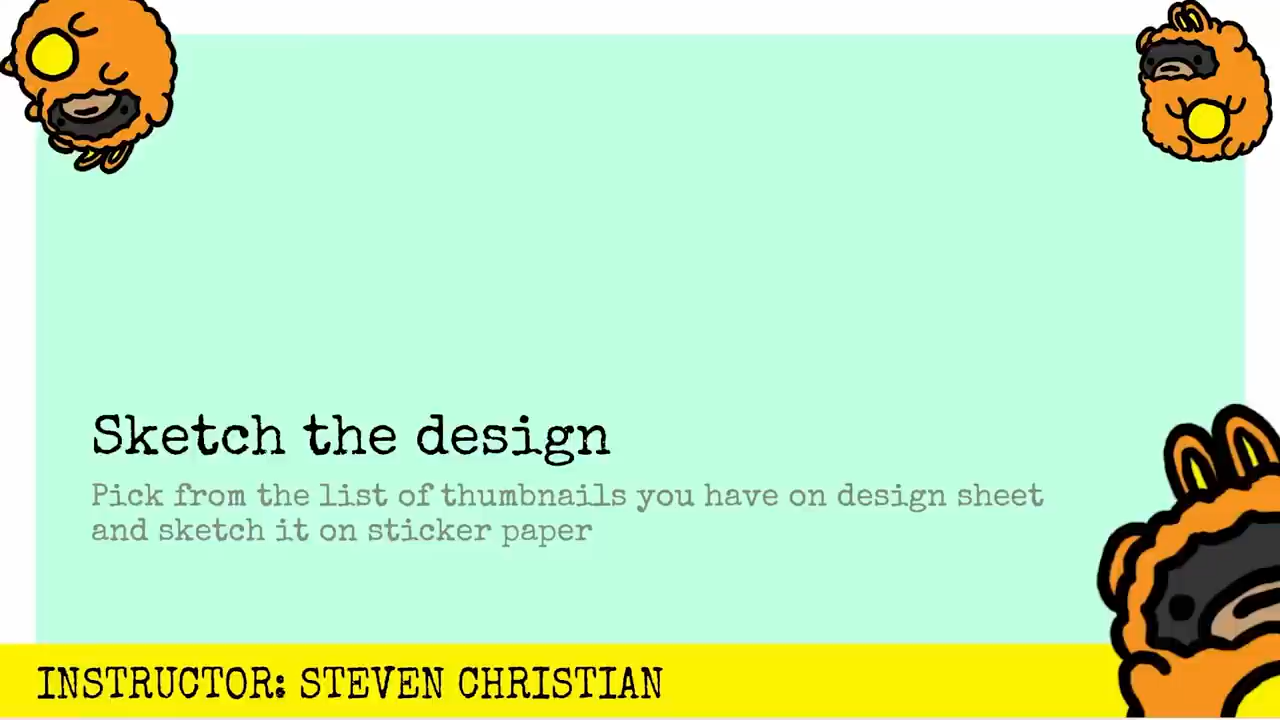 Sketch the design
Pick from the list of thumbnails you have on design sheet
and sketch it on sticker paper
INSTRUCTOR: STEVEN CHRISTIAN